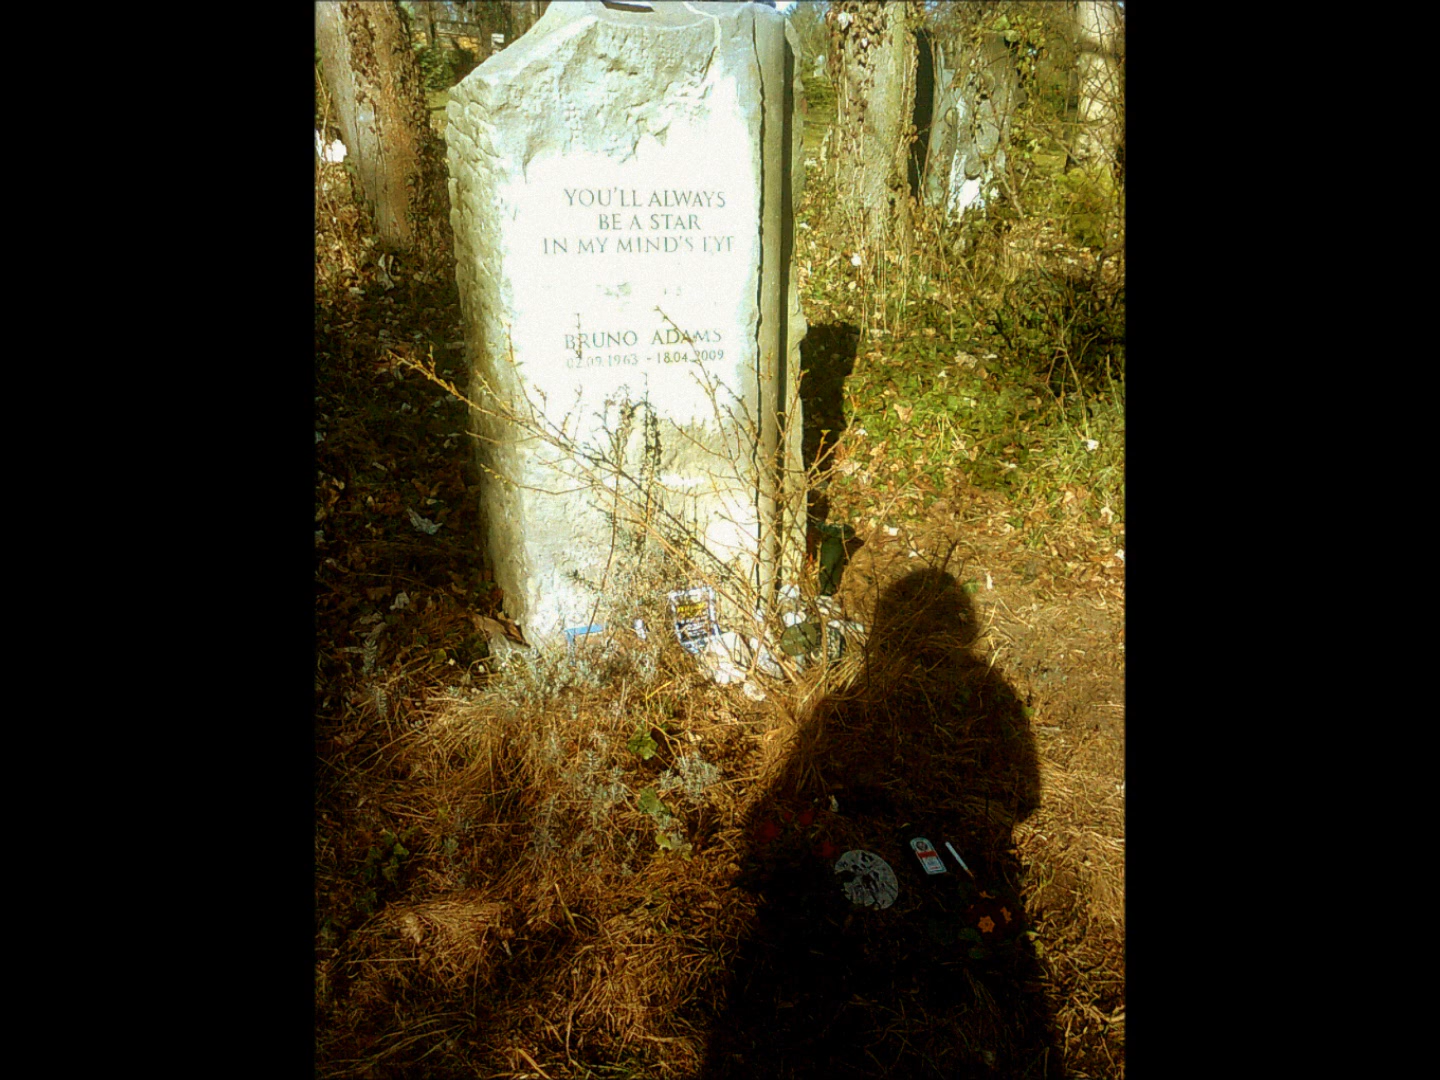 YOU'LL ALWAYS
BE A STAR
IN MY MIND'S EYE
BRUNO ADAMS
02.09.1963 - 18.04.2009